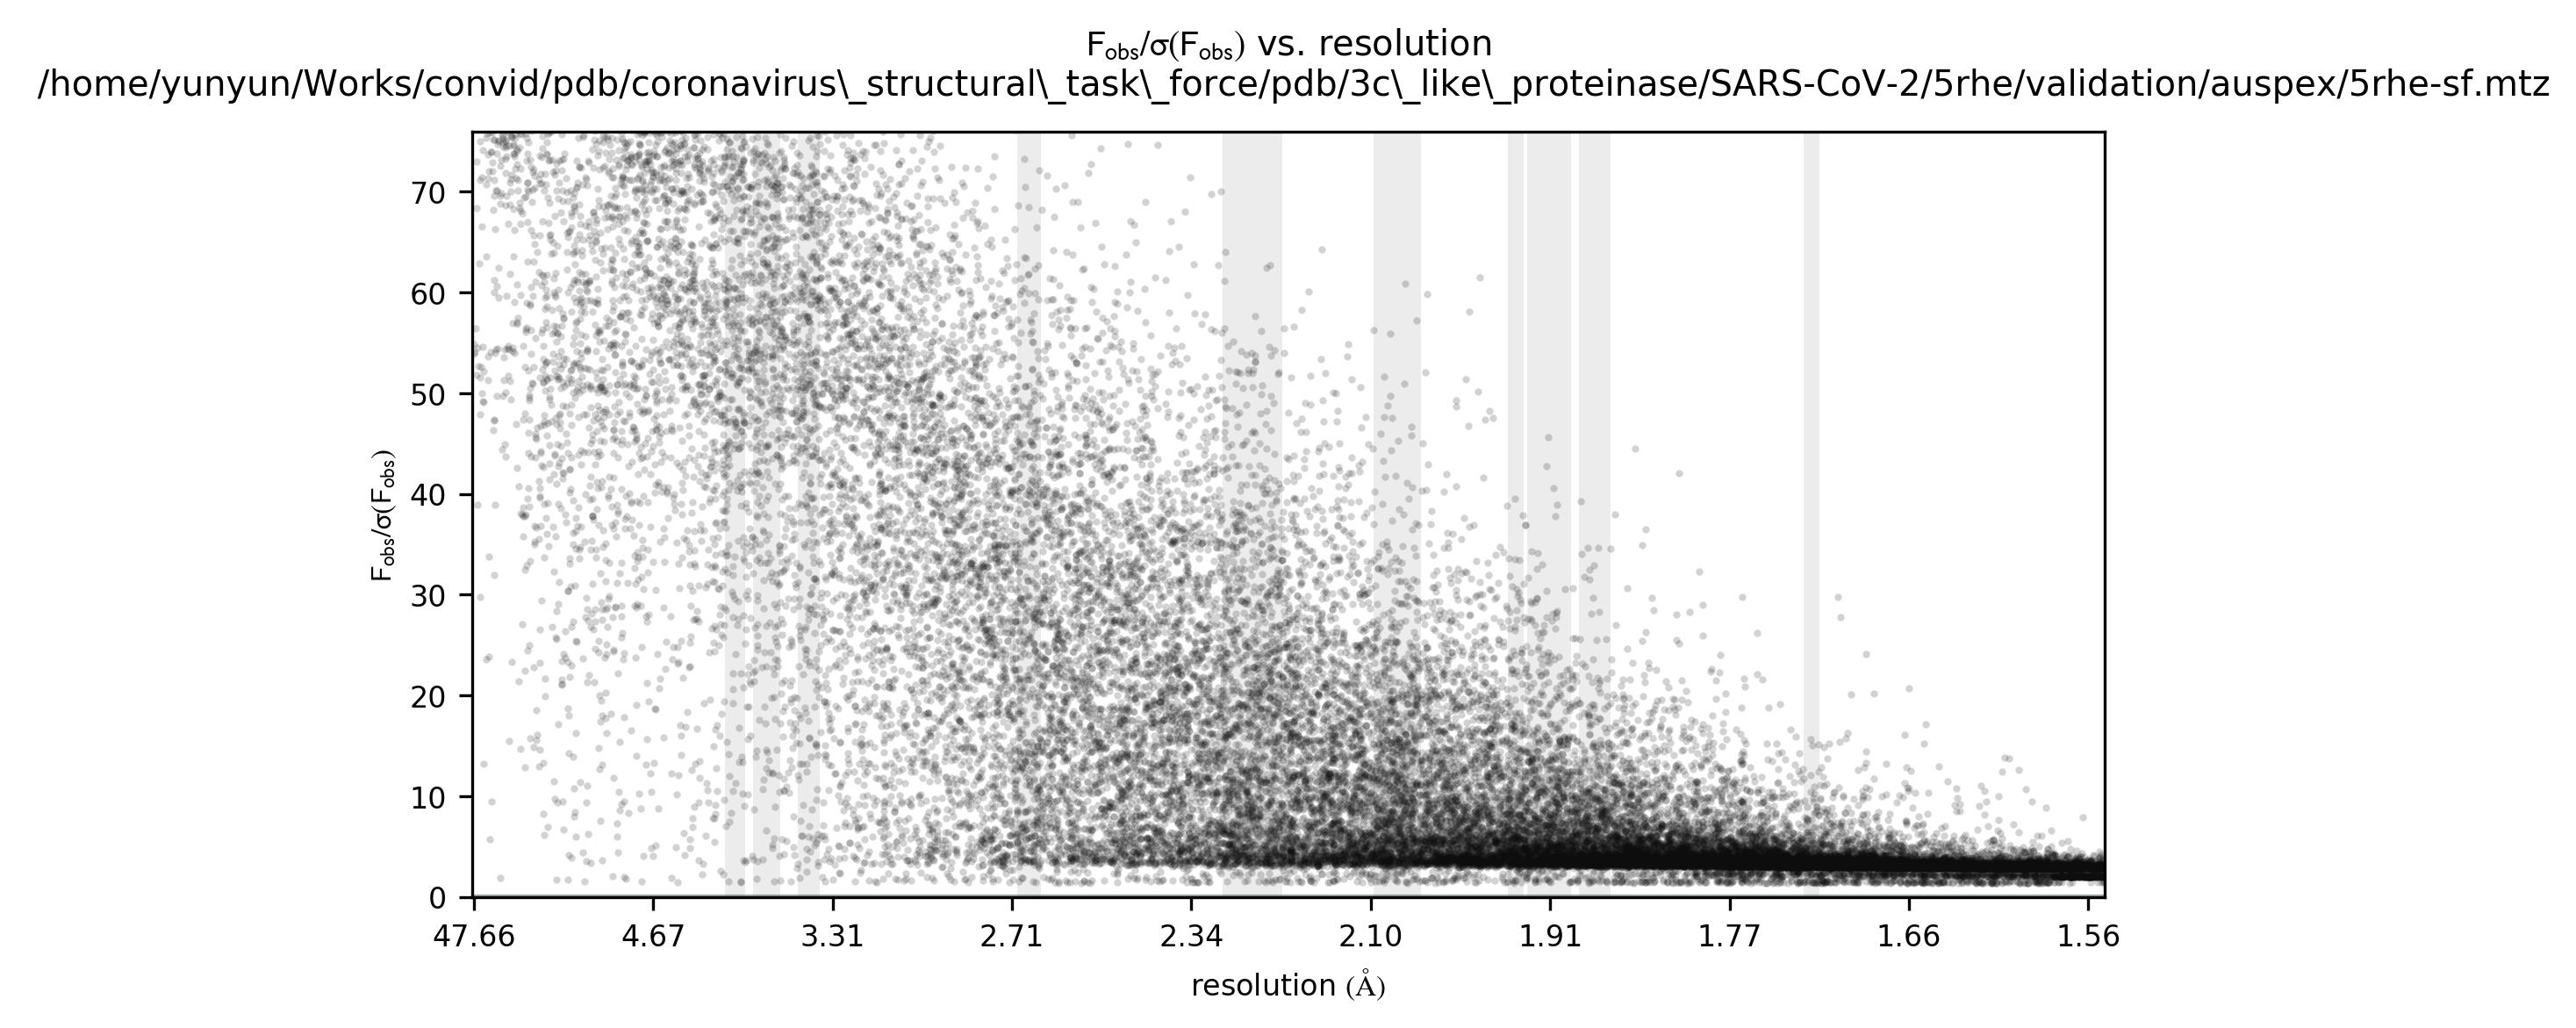 Fobs/σ(Fobs) vs. resolution
/home/yunyun/Works/convid/pdb/coronavirus\_structural\_task\_force/pdb/3c\_like\_proteinase/SARS-CoV-2/5rhe/validation/auspex/5rhe-sf.mtz
Fobs/σ(Fobs)
70
60
50
40
30
20
10
0
47.66 4.67 3.31 2.71 2.34 2.10 1.91 1.77 1.66 1.56
resolution (Å)